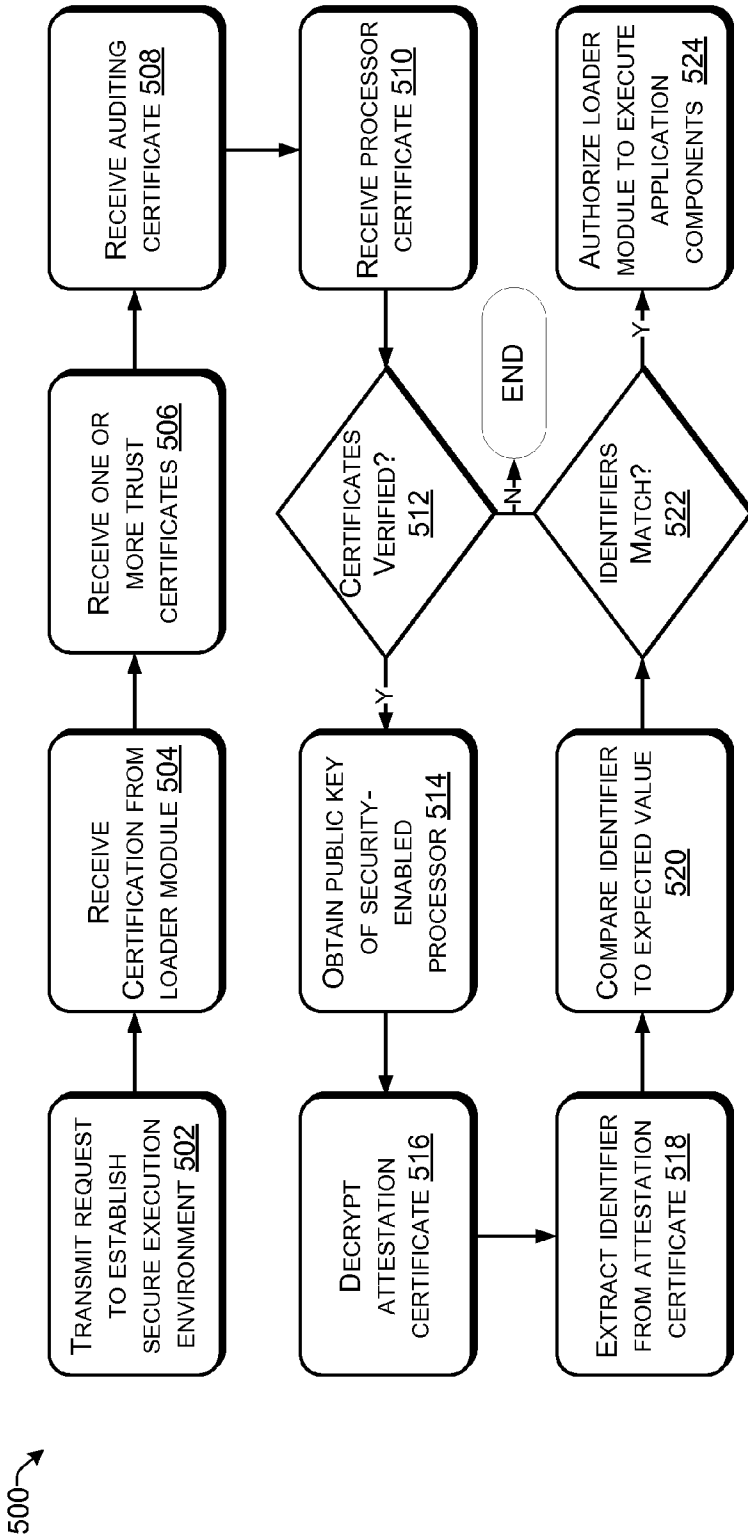 500
TRANSMIT REQUEST
TO ESTABLISH
SECURE EXECUTION
ENVIRONMENT 502
RECEIVE
CERTIFICATION FROM
LOADER MODULE 504
RECEIVE ONE OR
MORE TRUST
CERTIFICATES 506
RECEIVE AUDITING
CERTIFICATE 508
RECEIVE PROCESSOR
CERTIFICATE 510
CERTIFICATES
VERIFIED?
512
Y
N
END
OBTAIN PUBLIC KEY
OF SECURITY-
ENABLED
PROCESSOR 514
DECRYPT
ATTESTATION
CERTIFICATE 516
EXTRACT IDENTIFIER
FROM ATTESTATION
CERTIFICATE 518
COMPARE IDENTIFIER
TO EXPECTED VALUE
520
IDENTIFIERS
MATCH?
522
Y
AUTHORIZE LOADER
MODULE TO EXECUTE
APPLICATION
COMPONENTS 524